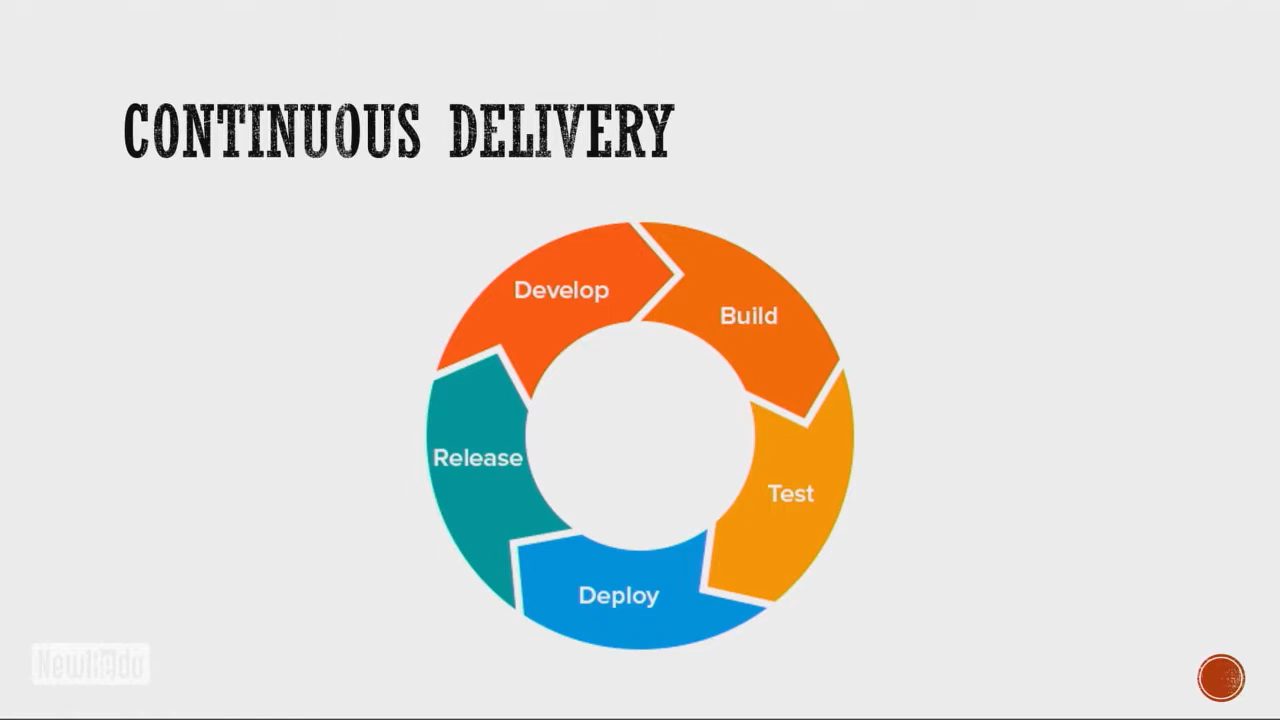 CONTINUOUS DELIVERY
Develop
Build
Test
Deploy
Release